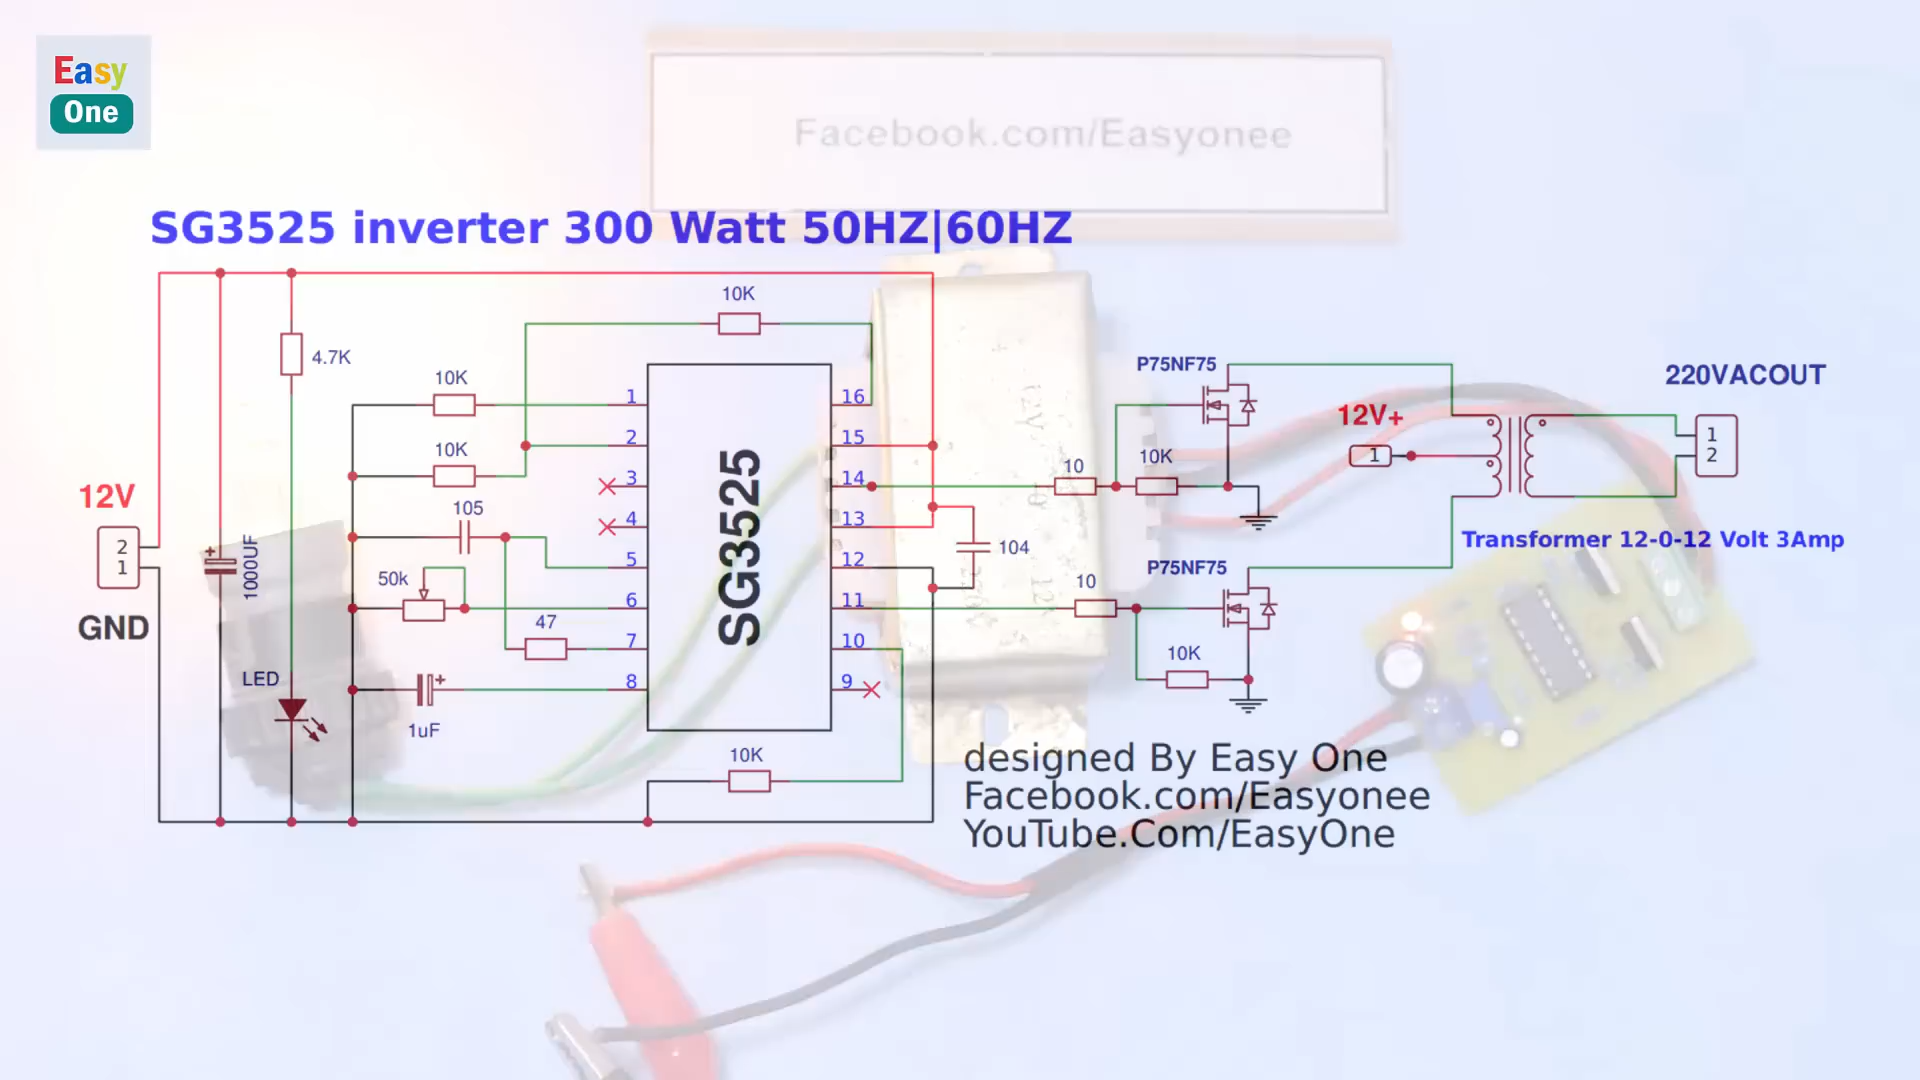 Easy
One
Facebook.com/Easyonee
SG3525 inverter 300 Watt 50HZ|60HZ
10K
4.7K
10K
1
16
P75NF75
220VACOUT
2
15
12V+
1
1
2
10K
3
14
10
10K
12V
105
4
13
Transformer 12-0-12 Volt 3Amp
2
1
1000UF
+
SG3525
104
5
12
P75NF75
50k
10
6
11
GND
47
7
10
10K
LED
+
8
9
1uF
10K
designed By Easy One
Facebook.com/Easyonee
YouTube.Com/EasyOne